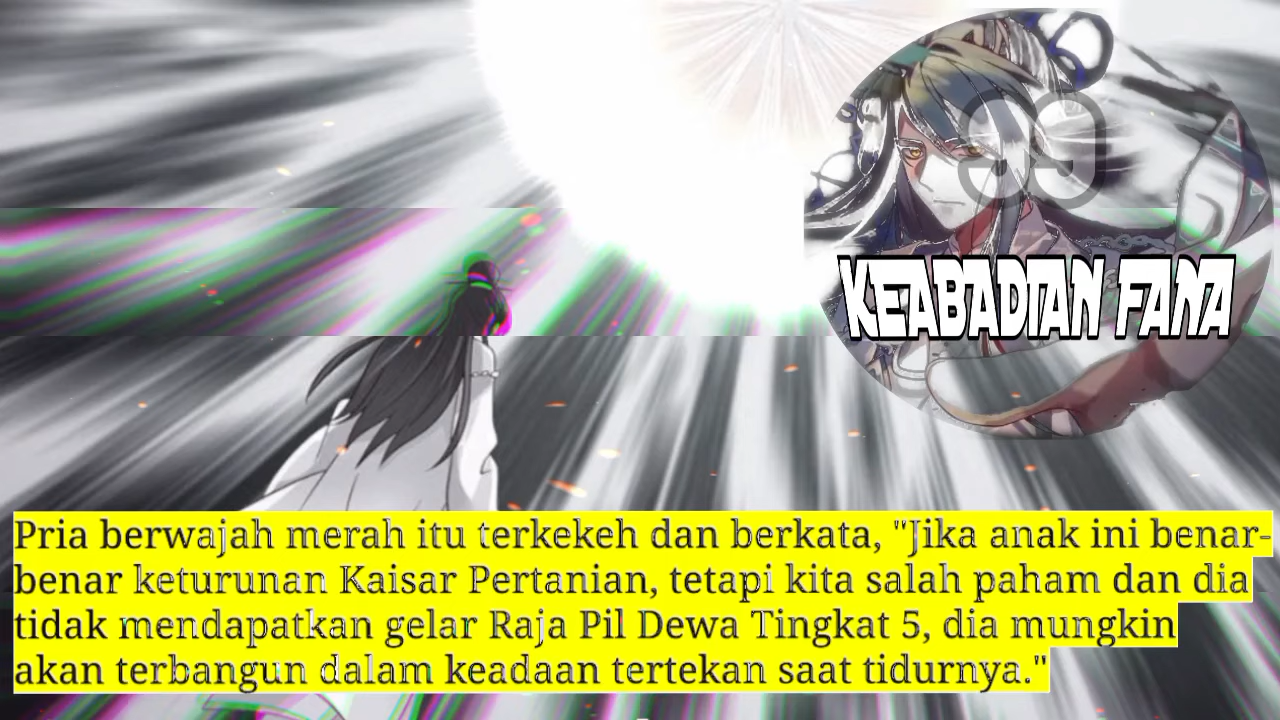 KEABADIAN FANA
Pria berwajah merah itu terkekeh dan berkata, "Jika anak ini benar-
benar keturunan Kaisar Pertanian, tetapi kita salah paham dan dia
tidak mendapatkan gelar Raja Pil Dewa Tingkat 5, dia mungkin
akan terbangun dalam keadaan tertekan saat tidurnya."